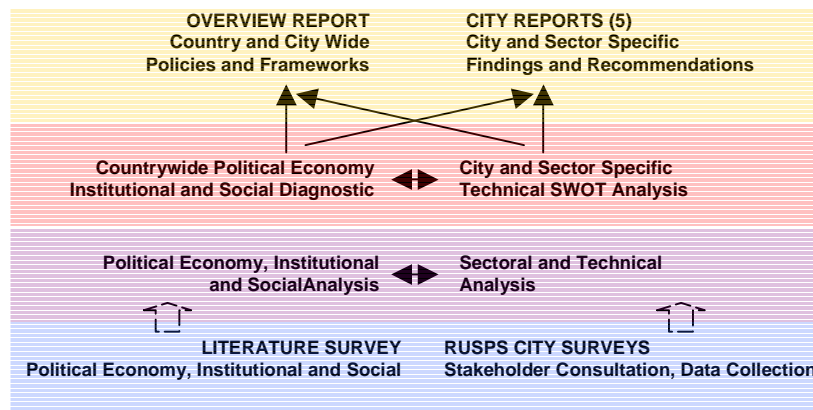 OVERVIEW REPORT
Country and City Wide
Policies and Frameworks
CITY REPORTS (5)
City and Sector Specific
Findings and Recommendations
Countrywide Political Economy
Institutional and Social Diagnostic
City and Sector Specific
Technical SWOT Analysis
Political Economy, Institutional
and SocialAnalysis
Sectoral and Technical
Analysis
LITERATURE SURVEY
Political Economy, Institutional and Social
RUSPS CITY SURVEYS
Stakeholder Consultation, Data Collection